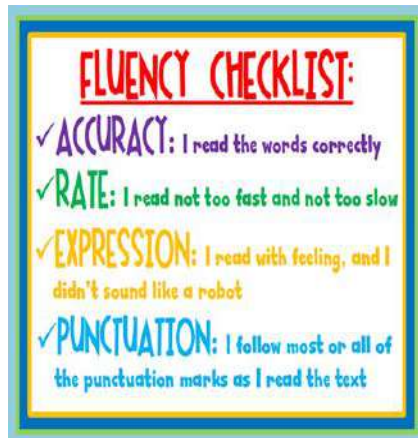 FLUENCY CHECKLIST:
✓ACCURACY: I read the words correctly
✓RATE: I read not too fast and not too slow
✓EXPRESSION: I read with feeling, and I
didn't sound like a robot
✓PUNCTUATION: I follow most or all of
the punctuation marks as I read the text